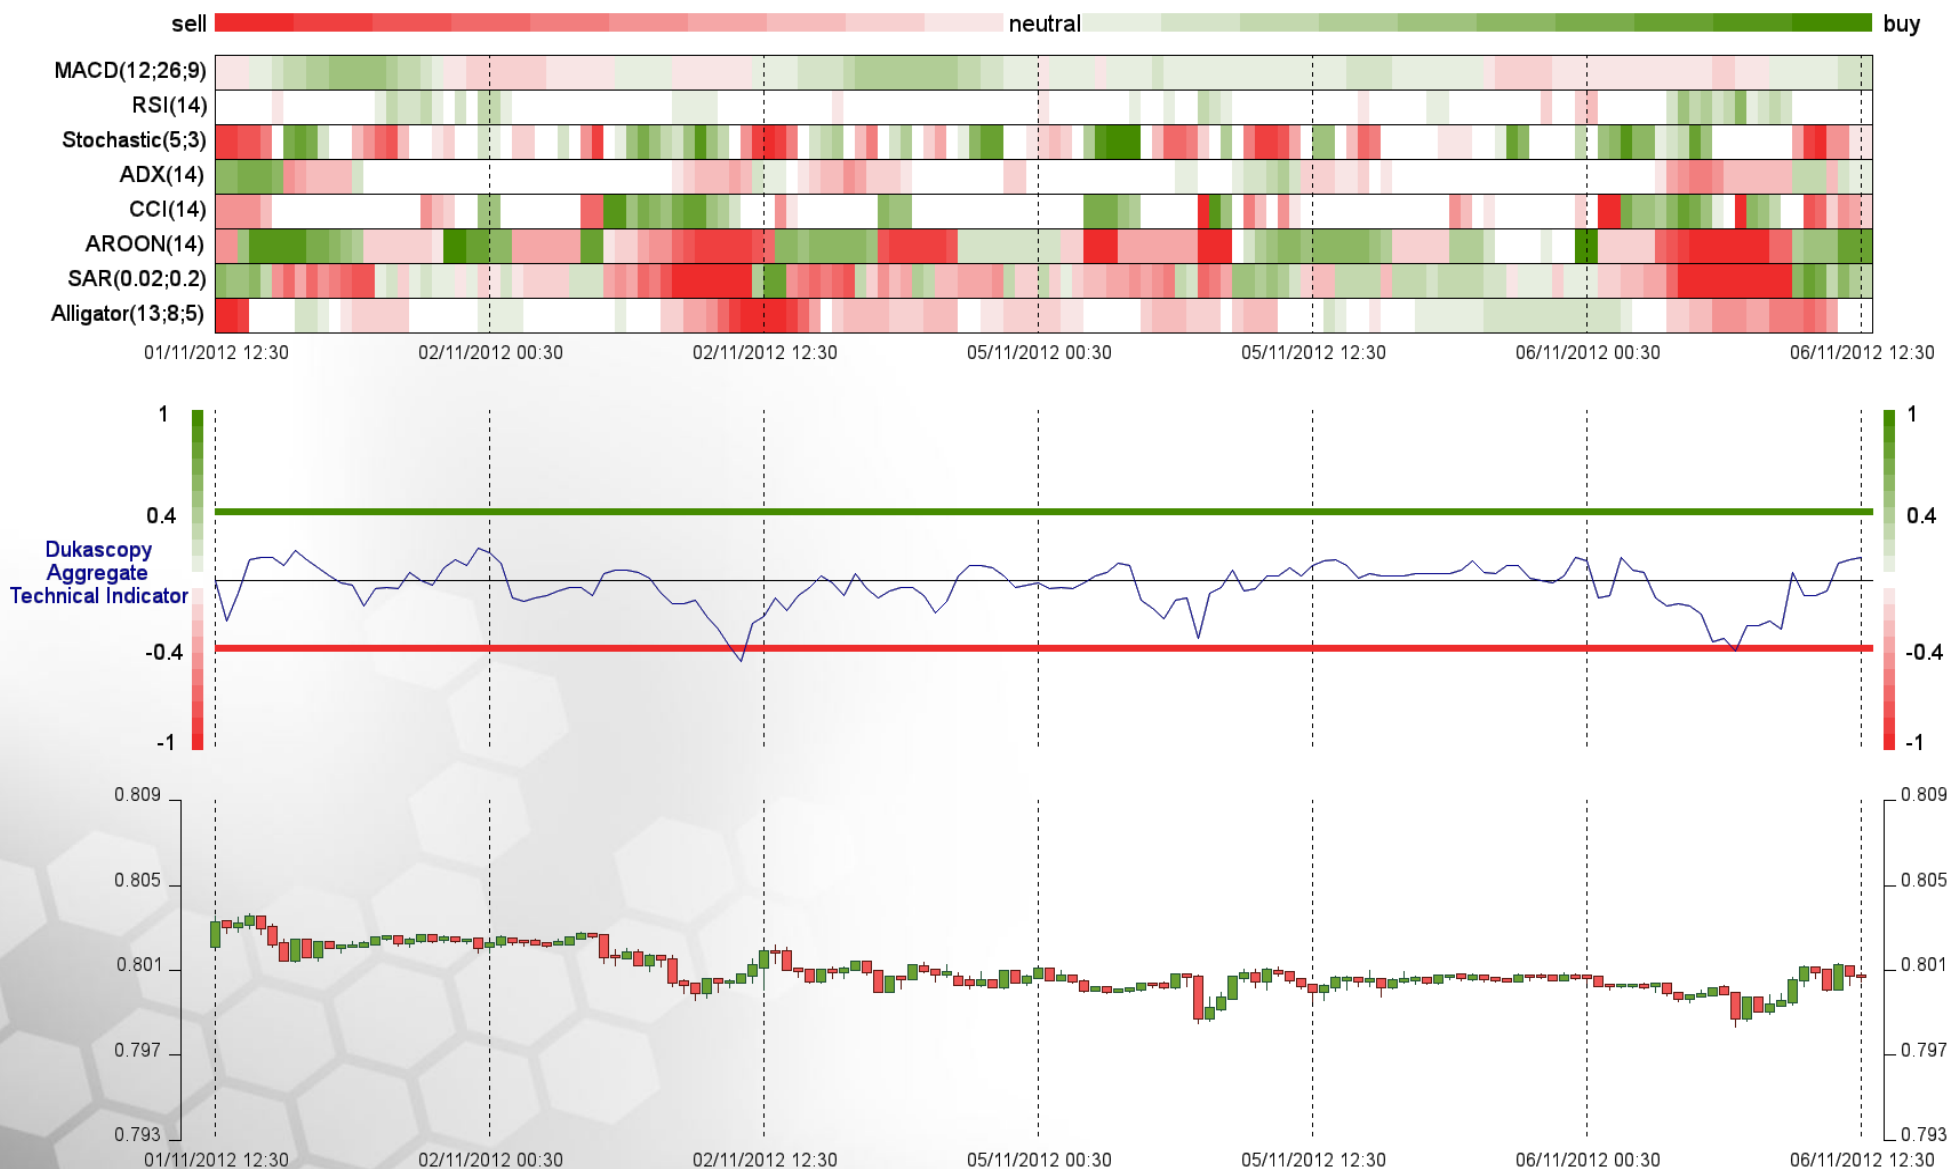 sell neutral buy
MACD(12;26;9)
RSI(14)
Stochastic(5;3)
ADX(14)
CCI(14)
AROON(14)
SAR(0.02;0.2)
Alligator(13;8;5)
01/11/2012 12:30 02/11/2012 00:30 02/11/2012 12:30 05/11/2012 00:30 05/11/2012 12:30 06/11/2012 00:30 06/11/2012 12:30
1 1
0.4 0.4
Dukascopy
Aggregate
Technical Indicator
-0.4 -0.4
-1 -1
0.809 0.809
0.805 0.805
0.801 0.801
0.797 0.797
0.793 0.793
01/11/2012 12:30 02/11/2012 00:30 02/11/2012 12:30 05/11/2012 00:30 05/11/2012 12:30 06/11/2012 00:30 06/11/2012 12:30